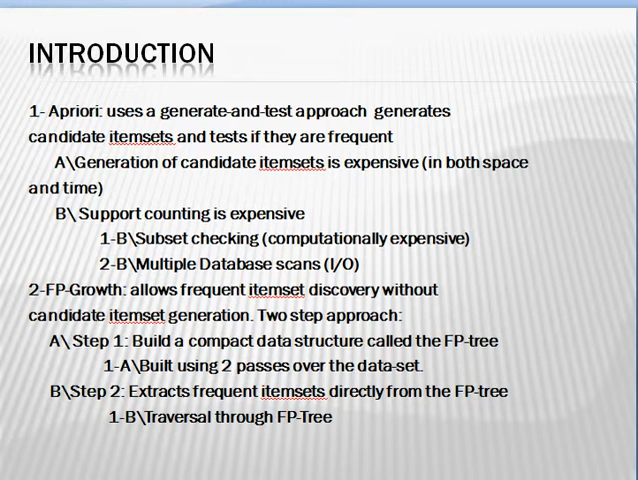 INTRODUCTION
1- Apriori: uses a generate-and-test approach generates
candidate itemsets and tests if they are frequent
A\Generation of candidate itemsets is expensive (in both space
and time)
B\ Support counting is expensive
1-B\Subset checking (computationally expensive)
2-B\Multiple Database scans (I/O)
2-FP-Growth: allows frequent itemset discovery without
candidate itemset generation. Two step approach:
A\ Step 1: Build a compact data structure called the FP-tree
1-A\Built using 2 passes over the data-set.
B\Step 2: Extracts frequent itemsets directly from the FP-tree
1-B\Traversal through FP-Tree